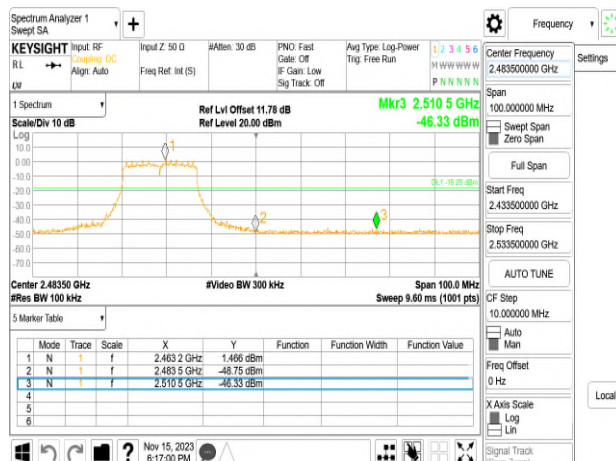 Spectrum Analyzer 1
Swept SA
Frequency
KEYSIGHT
Input: RF
Coupling: DC
Align: Auto
Input Z: 50 Ω
Freq Ref: Int (S)
#Atten: 30 dB
PNO: Fast
Gate: Off
IF Gain: Low
Sig Track: Off
Avg Type: Log-Power
Trig: Free Run
1 2 3 4 5 6
M W W W W W
P N N N N N
RL
Center Frequency
2.483500000 GHz
Settings
1 Spectrum
Scale/Div 10 dB
Ref Lvl Offset 11.78 dB
Ref Level 20.00 dBm
Mkr3 2.510 5 GHz
-46.33 dBm
Log
10.0
0.00
-10.0
-20.0
-30.0
-40.0
-50.0
-60.0
-70.0
1
2
3
Center 2.48350 GHz
#Video BW 300 kHz
Span 100.0 MHz
#Res BW 100 kHz
Sweep 9.60 ms (1001 pts)
Span
100.000000 MHz
Swept Span
Zero Span
Full Span
Start Freq
2.433500000 GHz
Stop Freq
2.533500000 GHz
AUTO TUNE
CF Step
10.000000 MHz
Auto
Man
Freq Offset
0 Hz
X Axis Scale
Log
Lin
Signal Track
Local
5 Marker Table
Mode Trace Scale X Y Function Function Width Function Value
1 N 1 f 2.463 2 GHz 1.466 dBm
2 N 1 f 2.483 5 GHz -48.75 dBm
3 N 1 f 2.510 5 GHz -46.33 dBm
4
5
6
?
Nov 15, 2023
6:17:00 PM